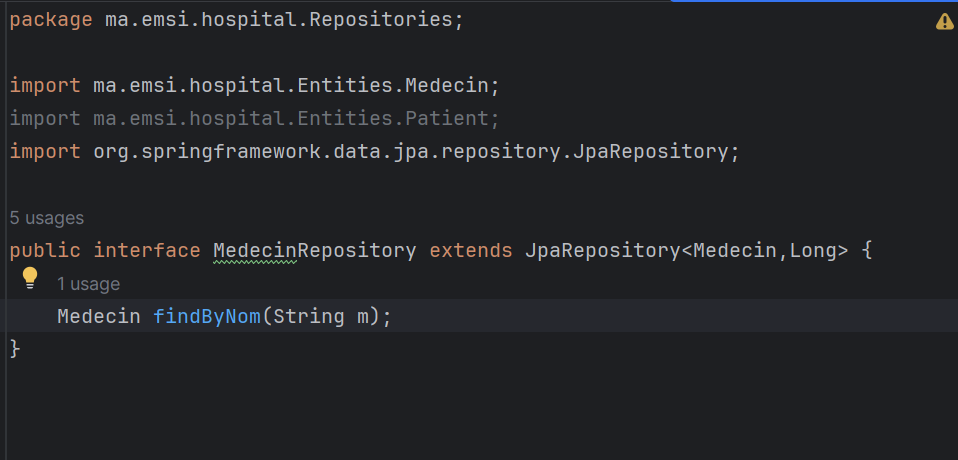 package ma.emsi.hospital.Repositories;
import ma.emsi.hospital.Entities.Medecin;
import ma.emsi.hospital.Entities.Patient;
import org.springframework.data.jpa.repository.JpaRepository;
5 usages
public interface MedecinRepository extends JpaRepository<Medecin,Long> {
1 usage
    Medecin findByNom(String m);
}